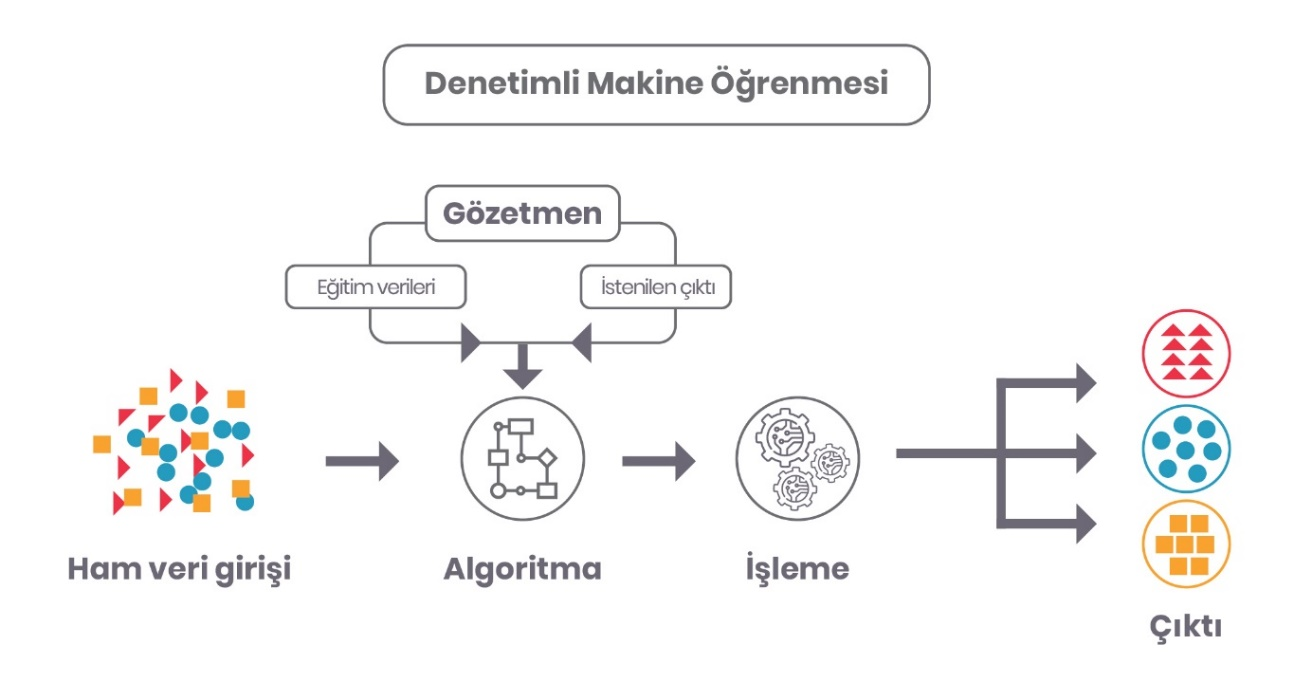 Denetimli Makine Öğrenmesi
Gözetmen
Eğitim verileri
İstenilen çıktı
Ham veri girişi
Algoritma
İşleme
Çıktı